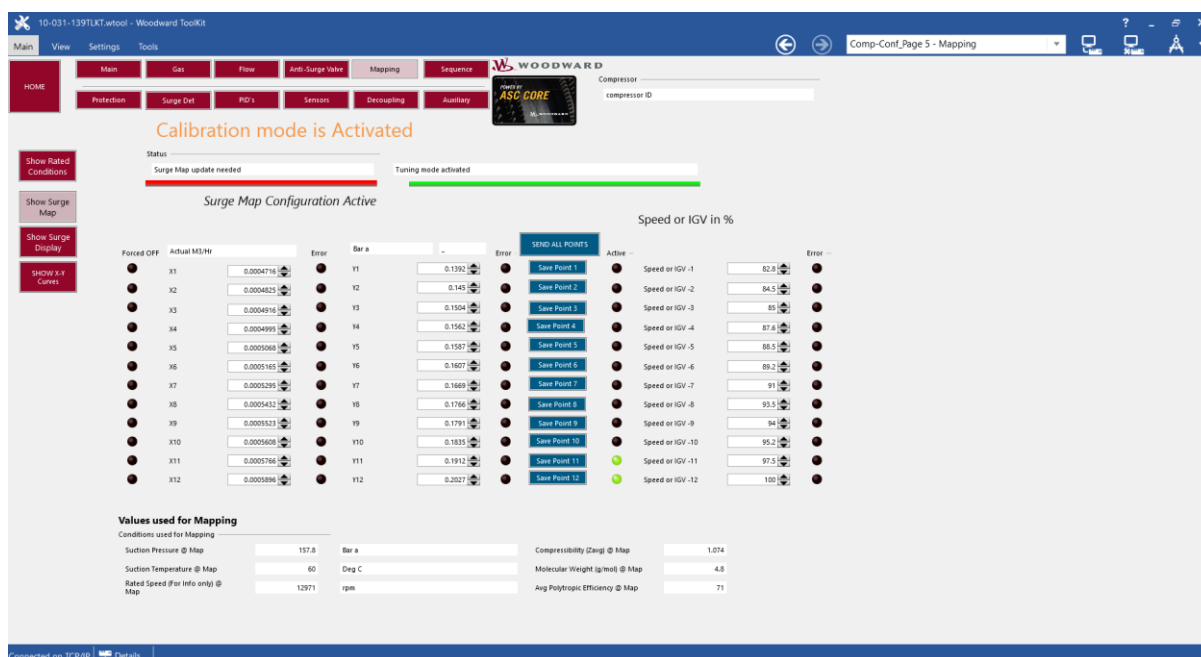 10-031-139TLKT.wtool - Woodward ToolKit
? _
Main View Settings Tools
Comp-Conf_Page 5 - Mapping
HOME
Main Gas Flow Anti-Surge Valve Mapping Sequence
WOODWARD
Compressor
Protection Surge Det PID's Sensors Decoupling Auxiliary
POWER BY
ASC CORE
compressor ID
Calibration mode is Activated
Show Rated
Conditions
Status
Surge Map update needed Tuning mode activated
Show Surge
Map
Surge Map Configuration Active
Speed or IGV in %
Show Surge
Display
Forced OFF Actual M3/Hr Error Bar a _ Error SEND ALL POINTS Active Error
SHOW X-Y
Curves
X1 0.0004716 Y1 0.1392 Save Point 1 Speed or IGV -1 82.8
X2 0.0004825 Y2 0.145 Save Point 2 Speed or IGV -2 84.5
X3 0.0004916 Y3 0.1504 Save Point 3 Speed or IGV -3 85
X4 0.0004995 Y4 0.1562 Save Point 4 Speed or IGV -4 87.6
X5 0.0005068 Y5 0.1587 Save Point 5 Speed or IGV -5 88.5
X6 0.0005165 Y6 0.1607 Save Point 6 Speed or IGV -6 89.2
X7 0.0005295 Y7 0.1669 Save Point 7 Speed or IGV -7 91
X8 0.0005432 Y8 0.1766 Save Point 8 Speed or IGV -8 93.5
X9 0.0005523 Y9 0.1791 Save Point 9 Speed or IGV -9 94
X10 0.0005608 Y10 0.1835 Save Point 10 Speed or IGV -10 95.2
X11 0.0005766 Y11 0.1912 Save Point 11 Speed or IGV -11 97.5
X12 0.0005896 Y12 0.2027 Save Point 12 Speed or IGV -12 100
Values used for Mapping
Conditions used for Mapping
Suction Pressure @ Map 157.8 Bar a Compressibility (Zavg) @ Map 1.074
Suction Temperature @ Map 60 Deg C Molecular Weight (g/mol) @ Map 4.8
Rated Speed (For Info only) @
Map 12971 rpm Avg Polytropic Efficiency @ Map 71
Connected on TCP/IP Details